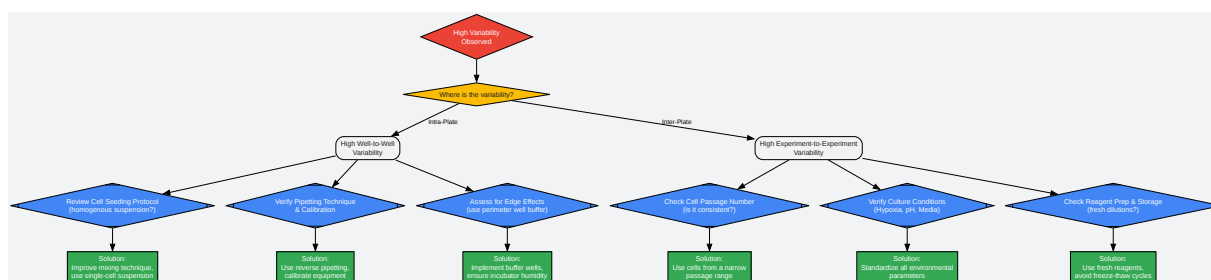 High Variability
Observed
Where is the variability?
Intra-Plate
Inter-Plate
High Well-to-Well
Variability
High Experiment-to-Experiment
Variability
Review Cell Seeding Protocol
(homogenous suspension?)
Verify Pipetting Technique
& Calibration
Assess for Edge Effects
(use perimeter well buffer)
Check Cell Passage Number
(is it consistent?)
Verify Culture Conditions
(Hypoxia, pH, Media)
Check Reagent Prep & Storage
(fresh dilutions?)
Solution:
Improve mixing technique,
use single-cell suspension
Solution:
Use reverse pipetting,
calibrate equipment
Solution:
Implement buffer wells,
ensure incubator humidity
Solution:
Use cells from a narrow
passage range
Solution:
Standardize all environmental
parameters
Solution:
Use fresh reagents,
avoid freeze-thaw cycles